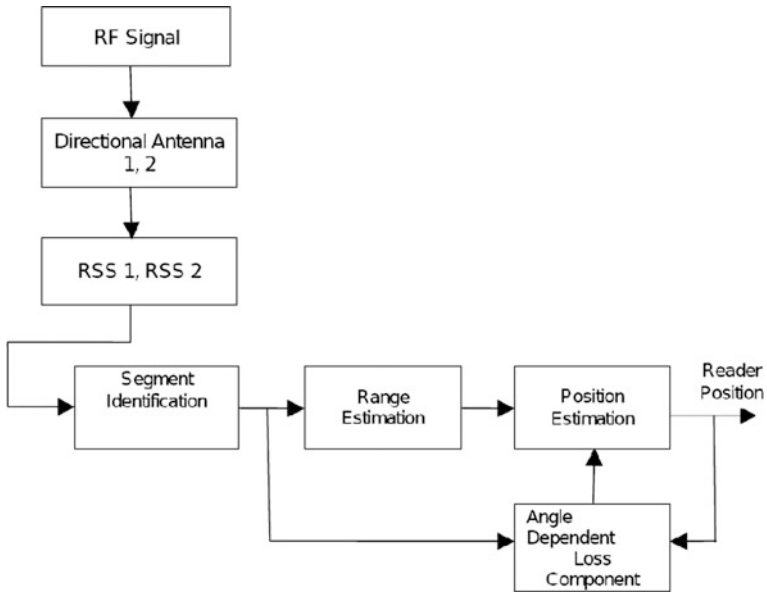 RF Signal
Directional Antenna
1, 2
RSS 1, RSS 2
Segment
Identification
Range
Estimation
Position
Estimation
Reader
Position
Angle
Dependent
Loss
Component